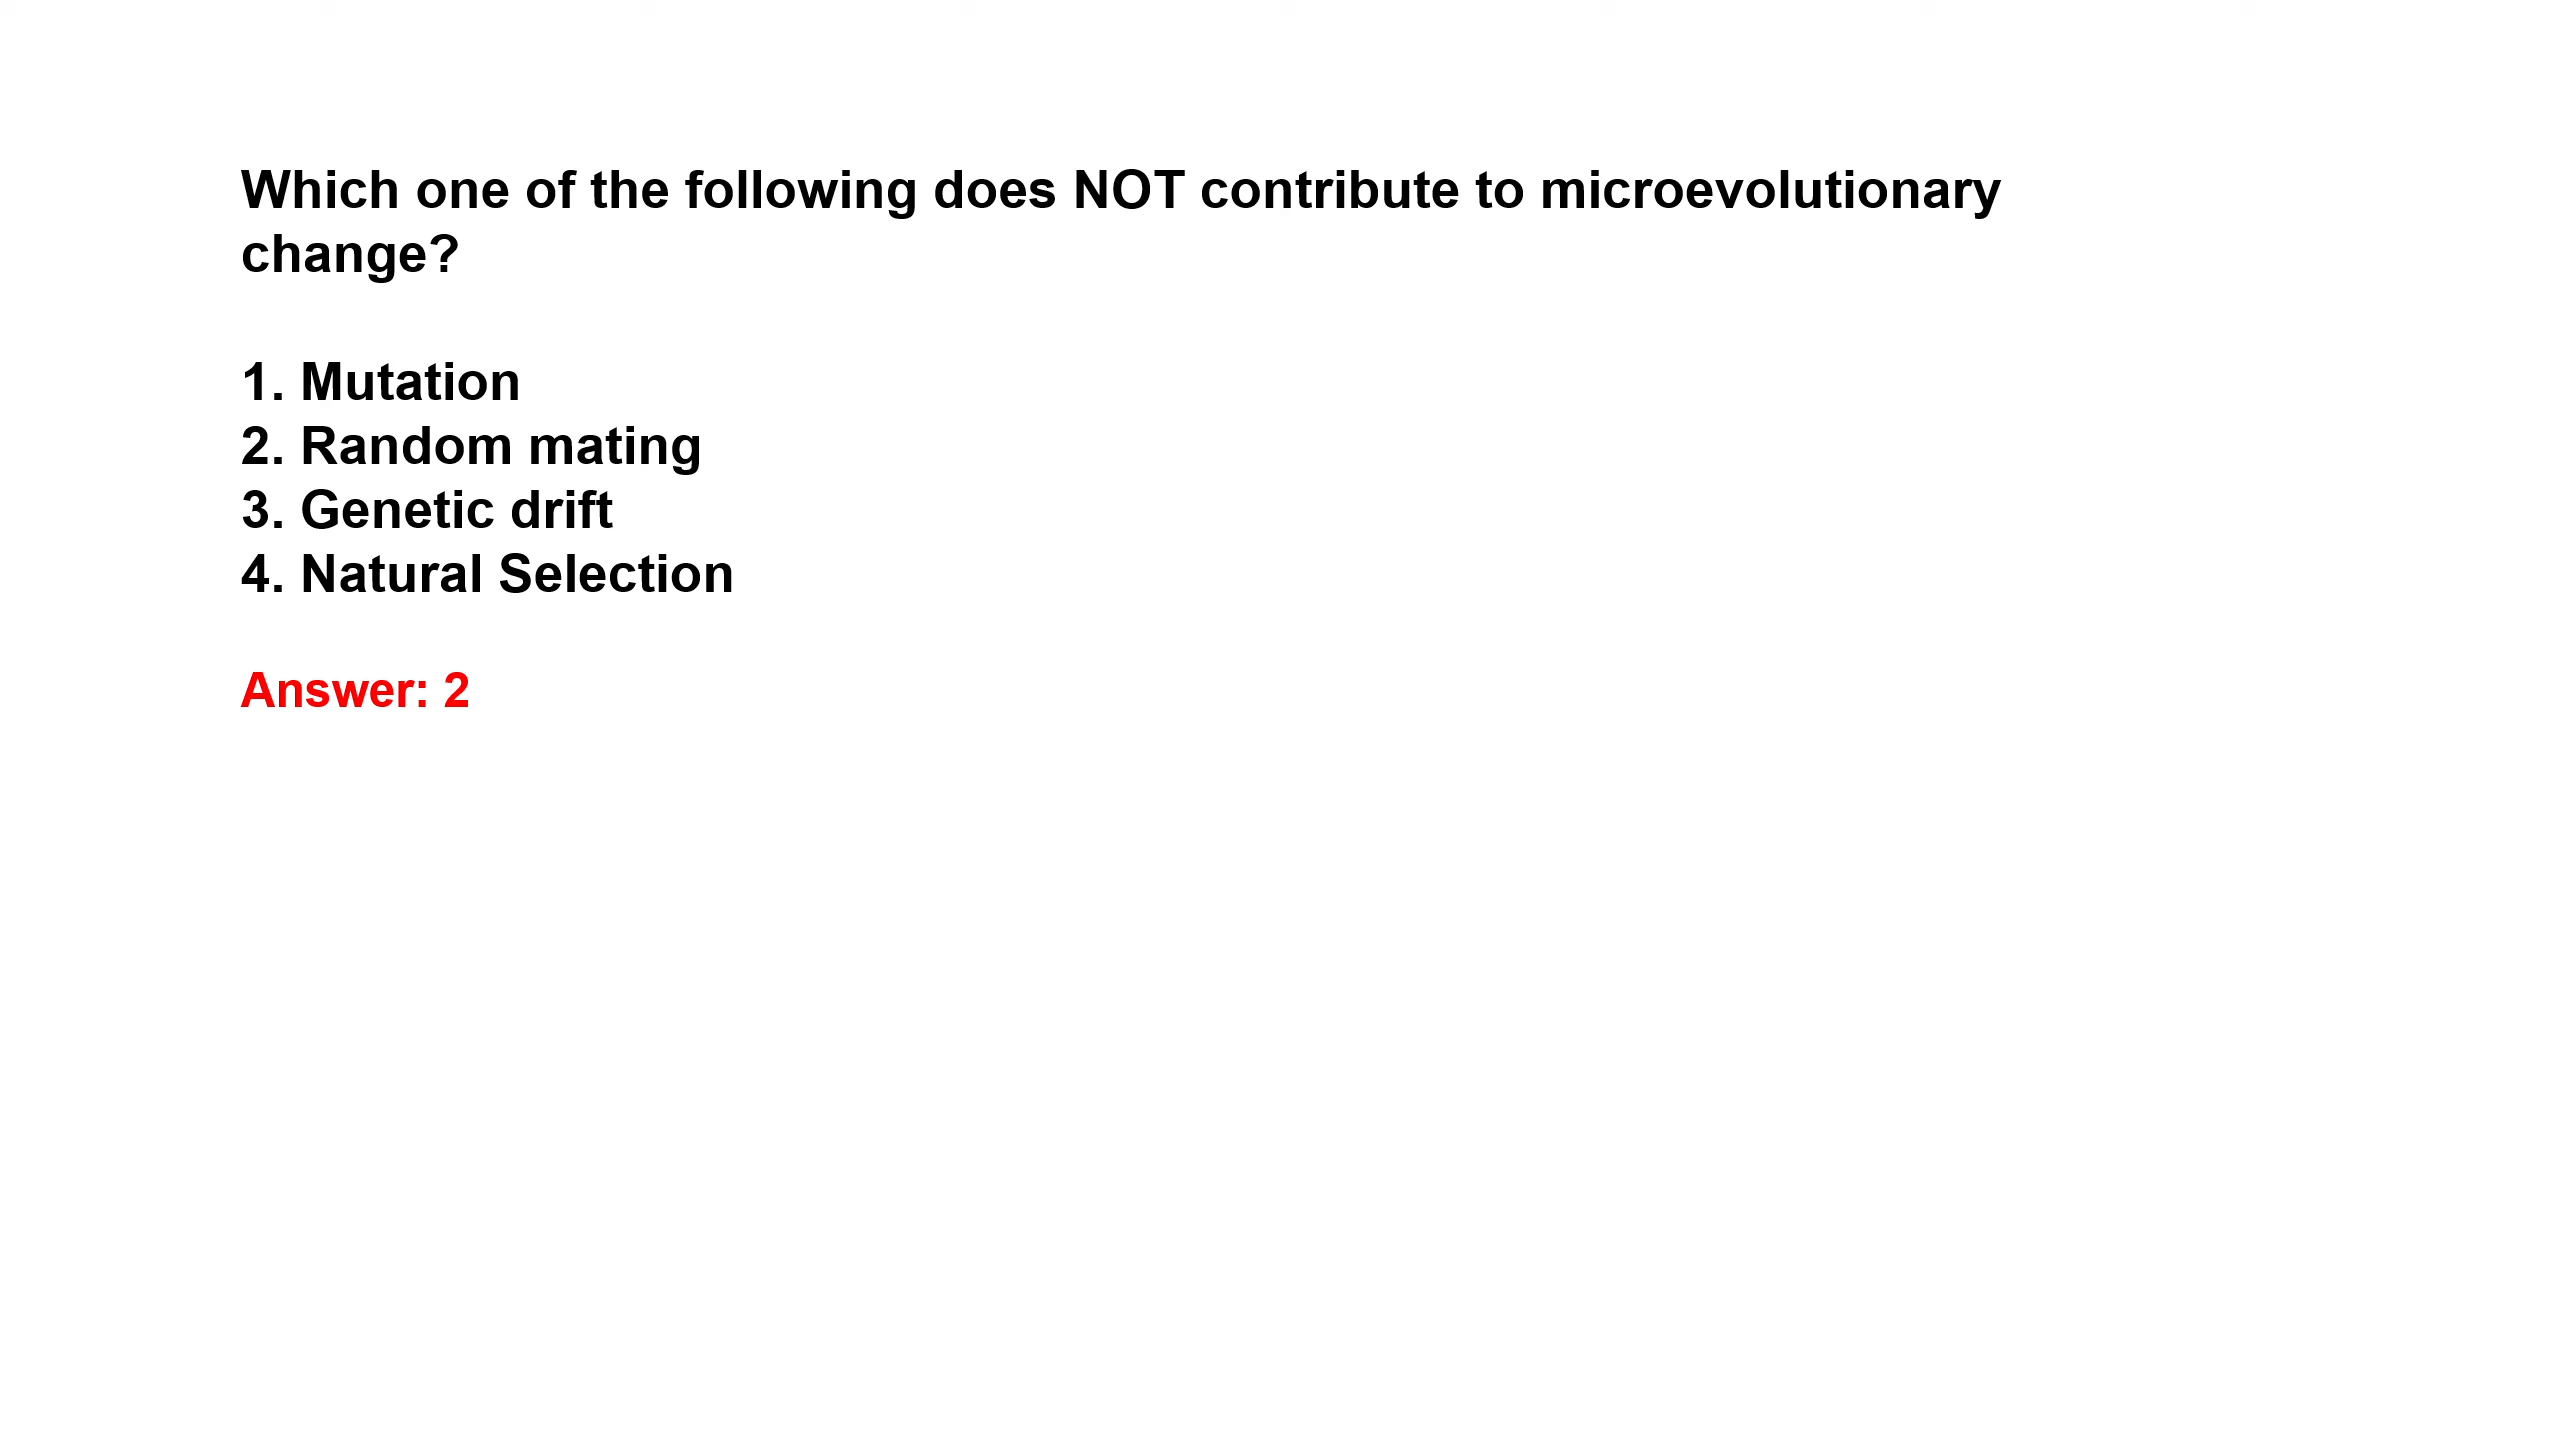 Which one of the following does NOT contribute to microevolutionary
change?
1. Mutation
2. Random mating
3. Genetic drift
4. Natural Selection
Answer: 2